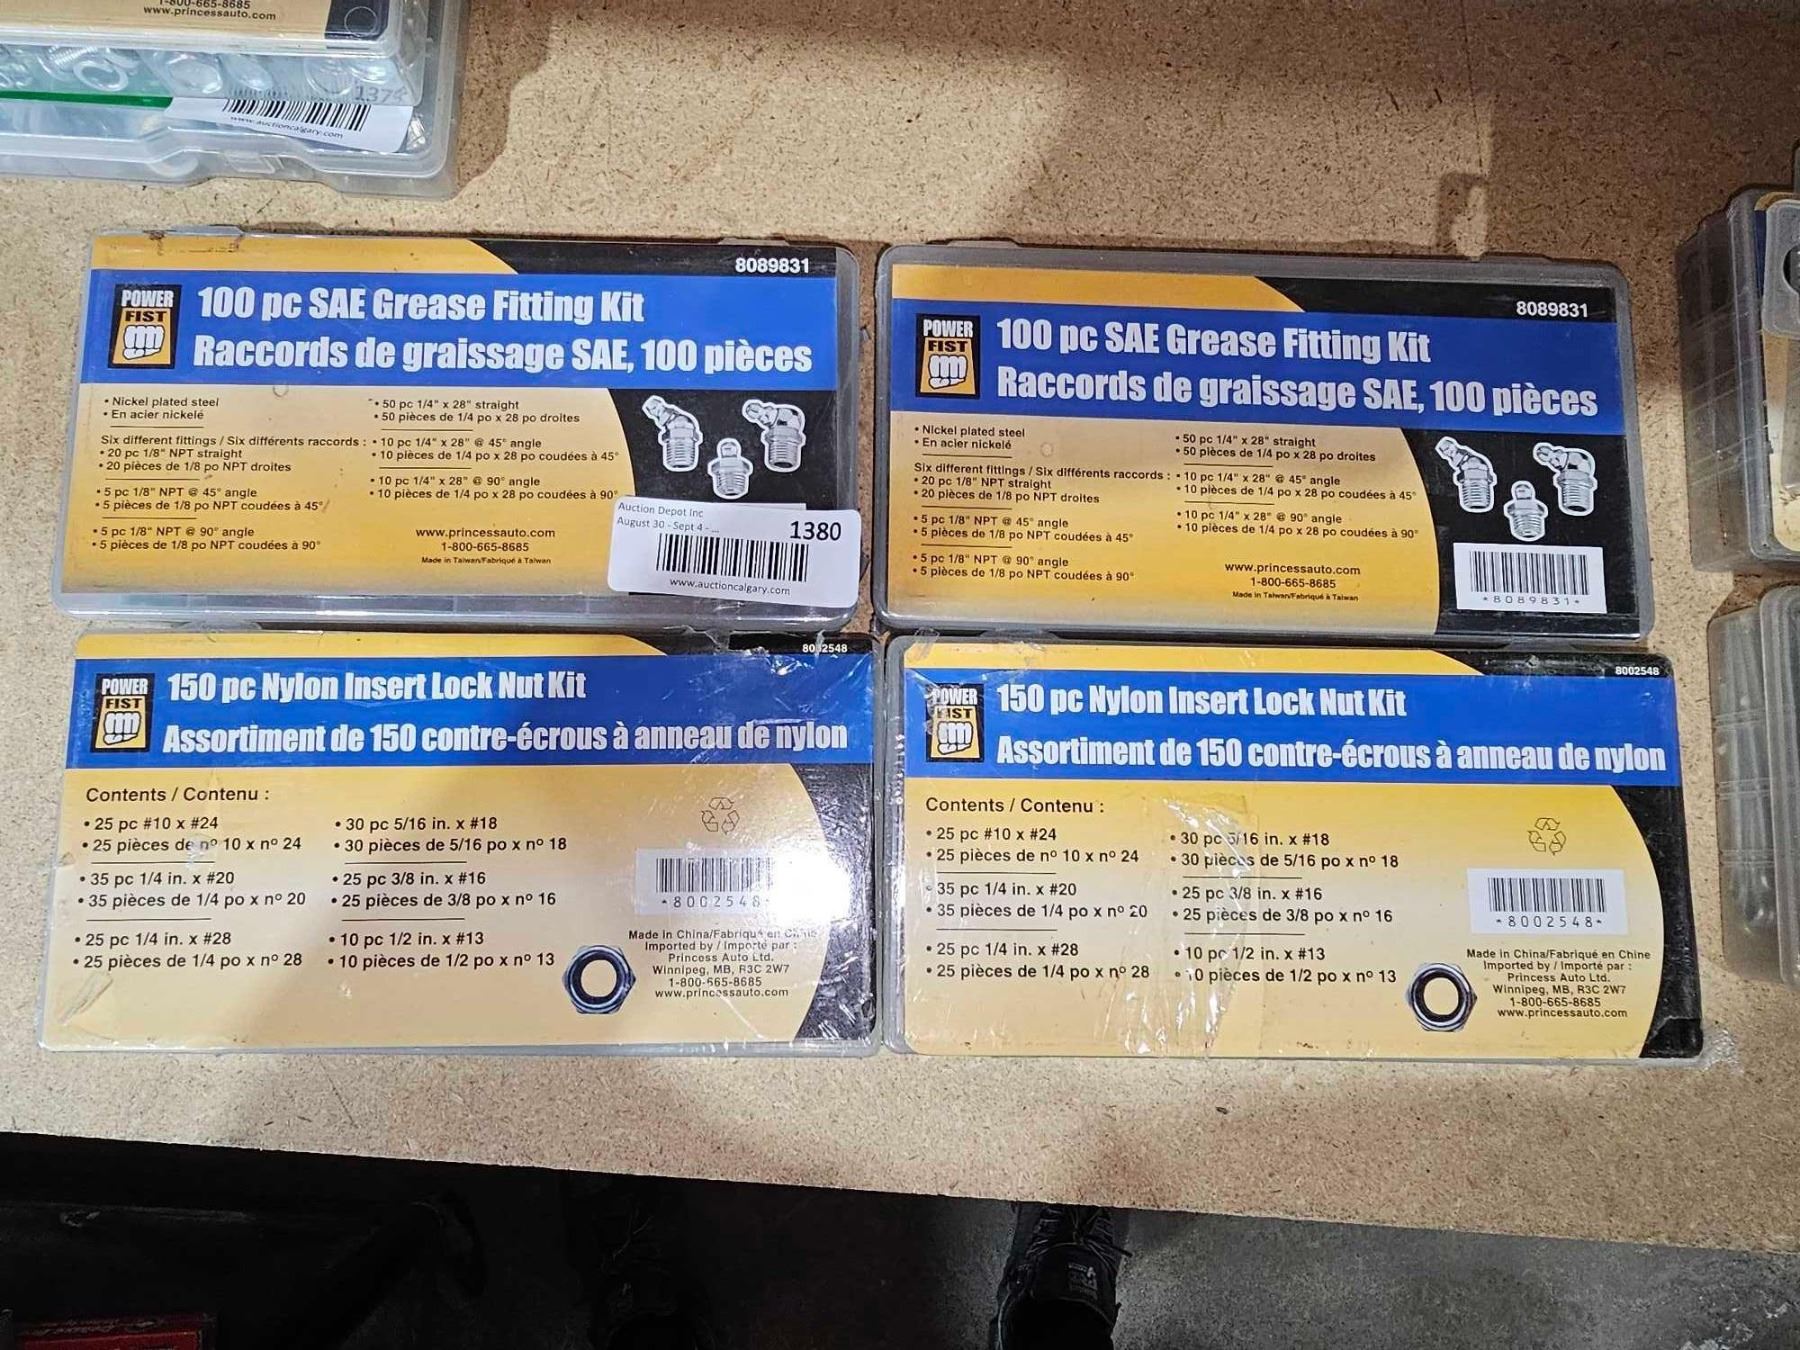 1-800-665-8685
www.princessauto.com
www.auctioncalgary.com
8089831
POWER
FIST
100 pc SAE Grease Fitting Kit
Raccords de graissage SAE, 100 pièces
• Nickel plated steel
• En acier nickelé
Six different fittings / Six différents raccords :
• 20 pc 1/8" NPT straight
• 20 pièces de 1/8 po NPT droites
• 5 pc 1/8" NPT @ 45° angle
• 5 pièces de 1/8 po NPT coudées à 45°
• 5 pc 1/8" NPT @ 90° angle
• 5 pièces de 1/8 po NPT coudées à 90°
• 50 pc 1/4" x 28" straight
• 50 pièces de 1/4 po x 28 po droites
• 10 pc 1/4" x 28" @ 45° angle
• 10 pièces de 1/4 po x 28 po coudées à 45°
• 10 pc 1/4" x 28" @ 90° angle
• 10 pièces de 1/4 po x 28 po coudées à 90°
www.princessauto.com
1-800-665-8685
Made in Taiwan/Fabriqué à Taiwan
Auction Depot Inc
August 30 - Sept 4 - ...
1380
www.auctioncalgary.com
8089831
POWER
FIST
100 pc SAE Grease Fitting Kit
Raccords de graissage SAE, 100 pièces
• Nickel plated steel
• En acier nickelé
Six different fittings / Six différents raccords :
• 20 pc 1/8" NPT straight
• 20 pièces de 1/8 po NPT droites
• 5 pc 1/8" NPT @ 45° angle
• 5 pièces de 1/8 po NPT coudées à 45°
• 5 pc 1/8" NPT @ 90° angle
• 5 pièces de 1/8 po NPT coudées à 90°
• 50 pc 1/4" x 28" straight
• 50 pièces de 1/4 po x 28 po droites
• 10 pc 1/4" x 28" @ 45° angle
• 10 pièces de 1/4 po x 28 po coudées à 45°
• 10 pc 1/4" x 28" @ 90° angle
• 10 pièces de 1/4 po x 28 po coudées à 90°
www.princessauto.com
1-800-665-8685
Made in Taiwan/Fabriqué à Taiwan
*8089831*
8002548
POWER
FIST
150 pc Nylon Insert Lock Nut Kit
Assortiment de 150 contre-écrous à anneau de nylon
Contents / Contenu :
• 25 pc #10 x #24
• 25 pièces de nº 10 x nº 24
• 35 pc 1/4 in. x #20
• 35 pièces de 1/4 po x nº 20
• 25 pc 1/4 in. x #28
• 25 pièces de 1/4 po x nº 28
• 30 pc 5/16 in. x #18
• 30 pièces de 5/16 po x nº 18
• 25 pc 3/8 in. x #16
• 25 pièces de 3/8 po x nº 16
• 10 pc 1/2 in. x #13
• 10 pièces de 1/2 po x nº 13
*8002548*
Made in China/Fabriqué en Chine
Imported by / Importé par :
Princess Auto Ltd.
Winnipeg, MB, R3C 2W7
1-800-665-8685
www.princessauto.com
8002548
POWER
FIST
150 pc Nylon Insert Lock Nut Kit
Assortiment de 150 contre-écrous à anneau de nylon
Contents / Contenu :
• 25 pc #10 x #24
• 25 pièces de nº 10 x nº 24
• 35 pc 1/4 in. x #20
• 35 pièces de 1/4 po x nº 20
• 25 pc 1/4 in. x #28
• 25 pièces de 1/4 po x nº 28
• 30 pc 5/16 in. x #18
• 30 pièces de 5/16 po x nº 18
• 25 pc 3/8 in. x #16
• 25 pièces de 3/8 po x nº 16
• 10 pc 1/2 in. x #13
• 10 pièces de 1/2 po x nº 13
*8002548*
Made in China/Fabriqué en Chine
Imported by / Importé par :
Princess Auto Ltd.
Winnipeg, MB, R3C 2W7
1-800-665-8685
www.princessauto.com